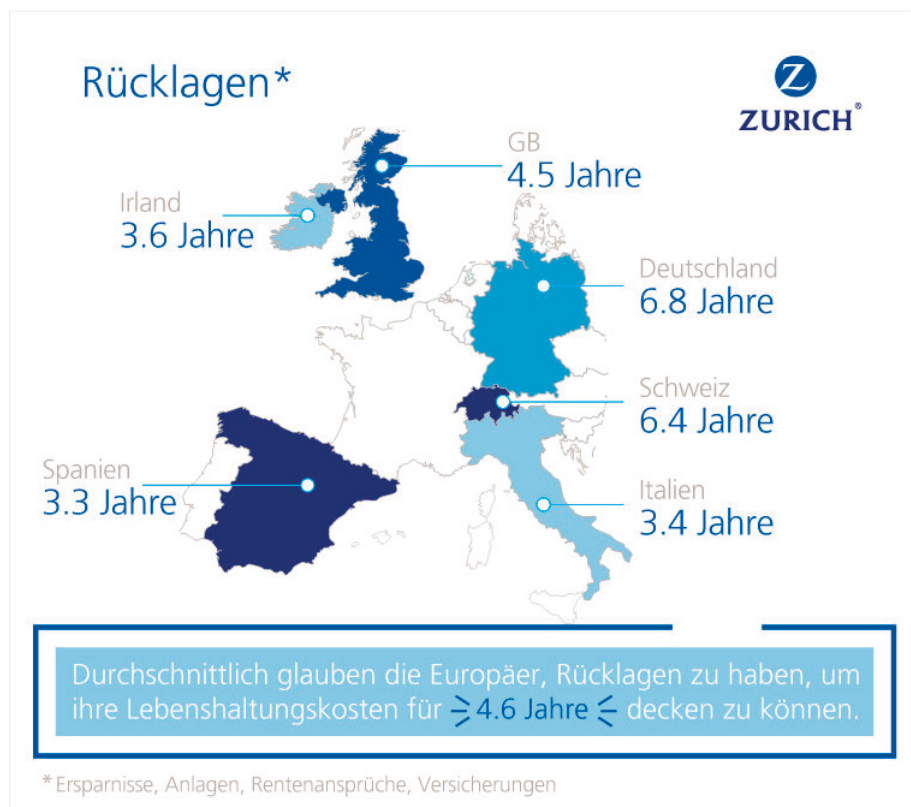 Rücklagen*
Z
ZURICH®
GB
4.5 Jahre
Irland
3.6 Jahre
Deutschland
6.8 Jahre
Schweiz
6.4 Jahre
Spanien
3.3 Jahre
Italien
3.4 Jahre
Durchschnittlich glauben die Europäer, Rücklagen zu haben, um
ihre Lebenshaltungskosten für 4.6 Jahre decken zu können.
* Ersparnisse, Anlagen, Rentenansprüche, Versicherungen